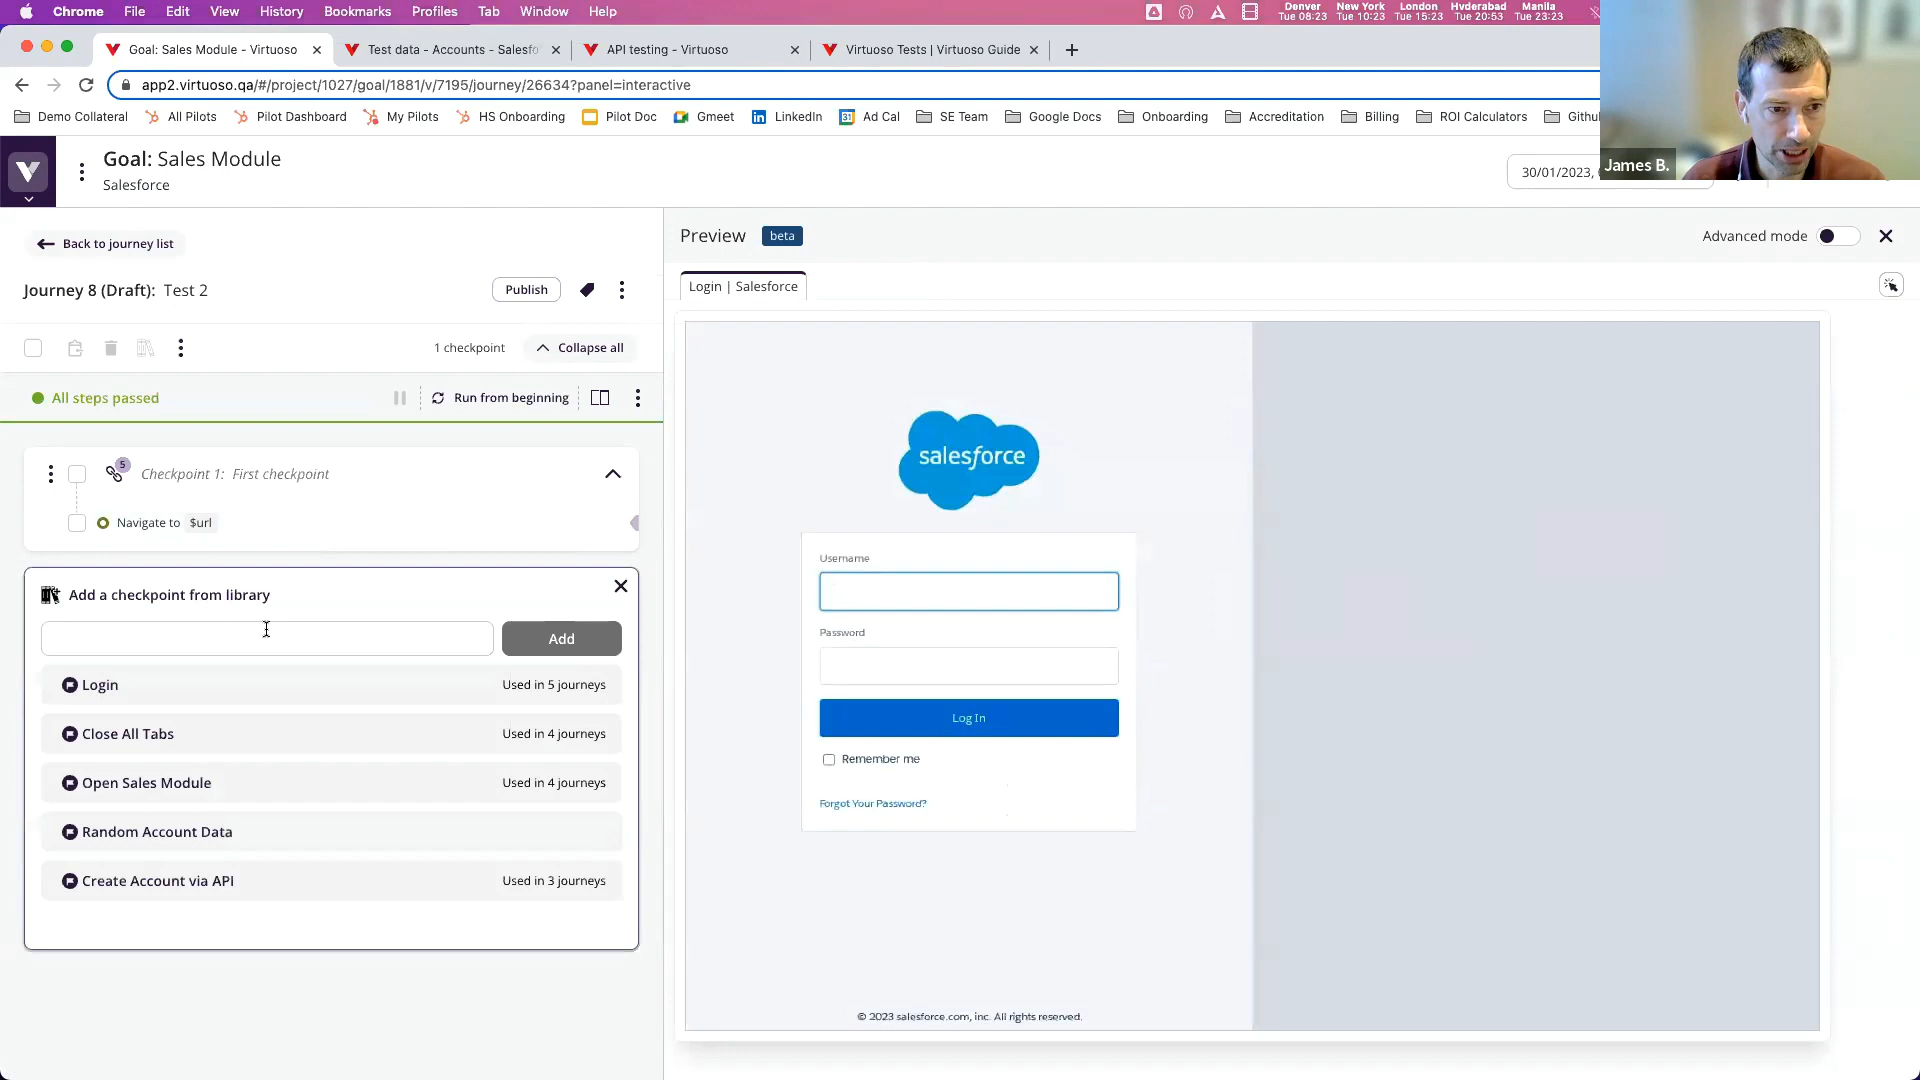 Chrome File Edit View History Bookmarks Profiles Tab Window Help
Denver New York London Hyderabad Manila
Tue 08:23 Tue 10:23 Tue 15:23 Tue 20:53 Tue 23:23
Goal: Sales Module - Virtuoso
Test data - Accounts - Salesfo
API testing - Virtuoso
Virtuoso Tests | Virtuoso Guide
app2.virtuoso.qa/#/project/1027/goal/1881/v/7195/journey/26634?panel=interactive
Demo Collateral All Pilots Pilot Dashboard My Pilots HS Onboarding Pilot Doc Gmeet LinkedIn Ad Cal SE Team Google Docs Onboarding Accreditation Billing ROI Calculators Githu
James B.
Goal: Sales Module
Salesforce
30/01/2023,
Back to journey list
Journey 8 (Draft): Test 2
Publish
1 checkpoint
Collapse all
All steps passed
Run from beginning
5
Checkpoint 1: First checkpoint
Navigate to $url
Add a checkpoint from library
Add
Login Used in 5 journeys
Close All Tabs Used in 4 journeys
Open Sales Module Used in 4 journeys
Random Account Data
Create Account via API Used in 3 journeys
Preview beta
Advanced mode
Login | Salesforce
salesforce
Username
Password
Log In
Remember me
Forgot Your Password?
© 2023 salesforce.com, inc. All rights reserved.